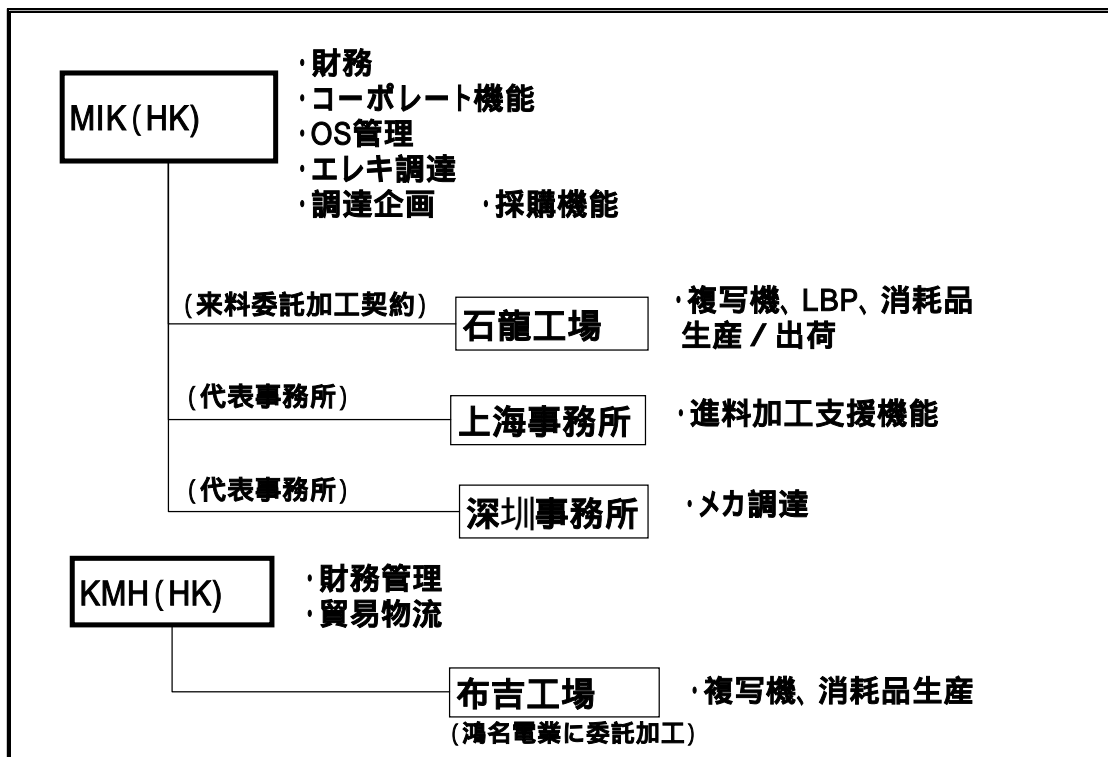 MIK(HK)
・財務
・コーポレート機能
・OS管理
・エレキ調達
・調達企画　・採購機能
(来料委託加工契約)
石龍工場
・複写機、LBP、消耗品
生産/出荷
(代表事務所)
上海事務所
・進料加工支援機能
(代表事務所)
深圳事務所
・メカ調達
KMH(HK)
・財務管理
・貿易物流
布吉工場
・複写機、消耗品生産
(鴻名電業に委託加工)